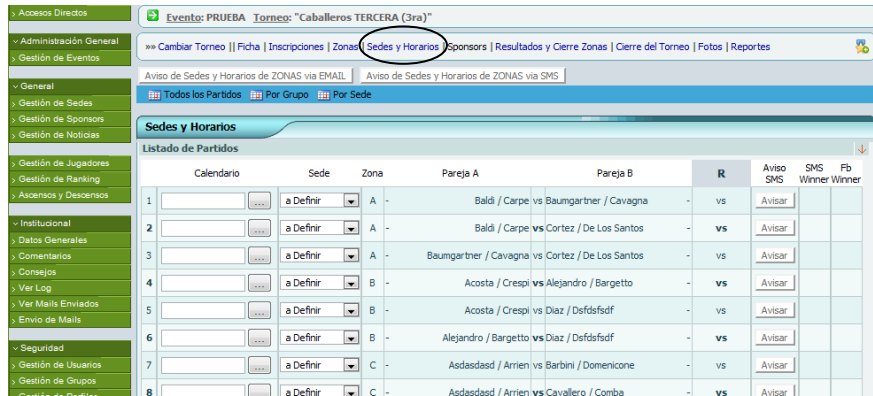 Accesos Directos
Administración General
Gestión de Eventos
General
Gestión de Sedes
Gestión de Sponsors
Gestión de Noticias
Gestión de Jugadores
Gestión de Ranking
Ascensos y Descensos
Institucional
Datos Generales
Comentarios
Consejos
Ver Log
Ver Mails Enviados
Envio de Mails
Seguridad
Gestión de Usuarios
Gestión de Grupos
Gestión de Perfiles
Evento: PRUEBA Torneo: "Caballeros TERCERA (3ra)"
»» Cambiar Torneo || Ficha | Inscripciones | Zonas | Sedes y Horarios | Sponsors | Resultados y Cierre Zonas | Cierre del Torneo | Fotos | Reportes
Aviso de Sedes y Horarios de ZONAS via EMAIL Aviso de Sedes y Horarios de ZONAS via SMS
Todos los Partidos Por Grupo Por Sede
Sedes y Horarios
Listado de Partidos
Calendario Sede Zona Pareja A Pareja B R Aviso SMS SMS Winner Fb Winner
1 ... a Definir A - Baldi / Carpe vs Baumgartner / Cavagna - vs Avisar
2 ... a Definir A - Baldi / Carpe vs Cortez / De Los Santos - vs Avisar
3 ... a Definir A - Baumgartner / Cavagna vs Cortez / De Los Santos - vs Avisar
4 ... a Definir B - Acosta / Crespi vs Alejandro / Bargetto - vs Avisar
5 ... a Definir B - Acosta / Crespi vs Diaz / Dsfdsfsdf - vs Avisar
6 ... a Definir B - Alejandro / Bargetto vs Diaz / Dsfdsfsdf - vs Avisar
7 ... a Definir C - Asdasdasd / Arrien vs Barbini / Domenicone - vs Avisar
8 ... a Definir C - Asdasdasd / Arrien vs Cavallero / Comba - vs Avisar